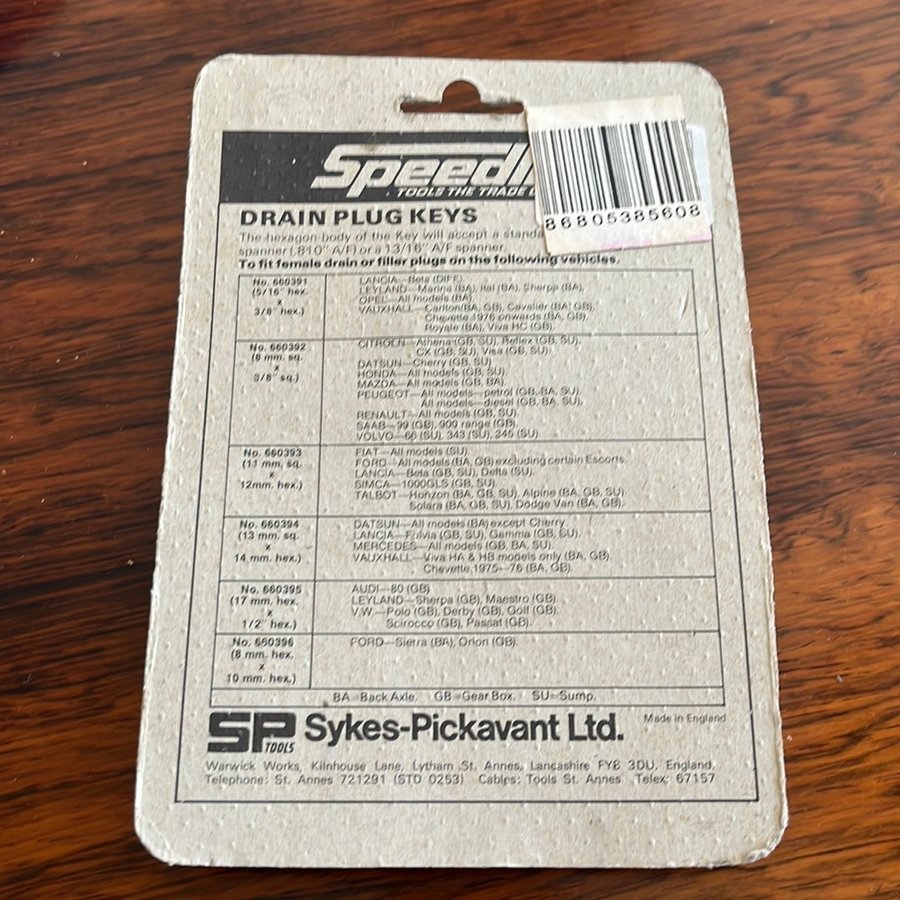 Speedl
TOOLS THE TRADE
86805385608
DRAIN PLUG KEYS
The hexagon body of the Key will accept a standa
spanner (.810" A/F) or a 13/16" A/F spanner.
To fit female drain or filler plugs on the following vehicles.
No. 660391
(5/16" hex.
x
3/8" hex.)
LANCIA—Beta (DIFF).
LEYLAND—Marina (BA), Ital (BA), Sherpa (BA),
OPEL—All models (BA).
VAUXHALL—Carlton(BA, GB), Cavalier (BA, GB),
Chevette 1976 onwards (BA, GB),
Royale (BA), Viva HC (GB).
No. 660392
(8 mm. sq.
x
3/8" sq.)
CITROEN—Athena (GB, SU), Reflex (GB, SU),
CX (GB, SU), Visa (GB, SU).
DATSUN—Cherry (GB, SU).
HONDA—All models (GB, SU).
MAZDA—All models (GB, BA).
PEUGEOT—All models—petrol (GB, BA, SU),
All models—diesel (GB, BA, SU).
RENAULT—All models (GB, SU).
SAAB—99 (GB), 900 range (GB).
VOLVO—66 (SU), 343 (SU), 345 (SU).
No. 660393
(11 mm. sq.
x
12mm. hex.)
FIAT—All models (SU).
FORD—All models (BA, GB) excluding certain Escorts.
LANCIA—Beta (GB, SU), Delta (SU).
SIMCA—1000GLS (GB, SU).
TALBOT—Horizon (BA, GB, SU), Alpine (BA, GB, SU)
Solara (BA, GB, SU), Dodge Van (BA, GB).
No. 660394
(13 mm. sq.
x
14 mm. hex.)
DATSUN—All models (BA) except Cherry.
LANCIA—Fulvia (GB, SU), Gamma (GB, SU).
MERCEDES—All models (GB, BA, SU).
VAUXHALL—Viva HA & HB models only (BA, GB),
Chevette 1975—76 (BA, GB).
No. 660395
(17 mm. hex.
x
1/2" hex.)
AUDI—80 (GB)
LEYLAND—Sherpa (GB), Maestro (GB).
V.W.—Polo (GB), Derby (GB), Golf (GB),
Scirocco (GB), Passat (GB).
No. 660396
(8 mm. hex.
x
10 mm. hex.)
FORD—Sierra (BA), Orion (GB).
BA=Back Axle. GB=Gear Box. SU=Sump.
SP TOOLS
Sykes-Pickavant Ltd.
Made in England
Warwick Works, Kilnhouse Lane, Lytham St. Annes, Lancashire FY8 3DU, England.
Telephone: St. Annes 721291 (STD 0253) Cables: Tools St. Annes Telex: 67157